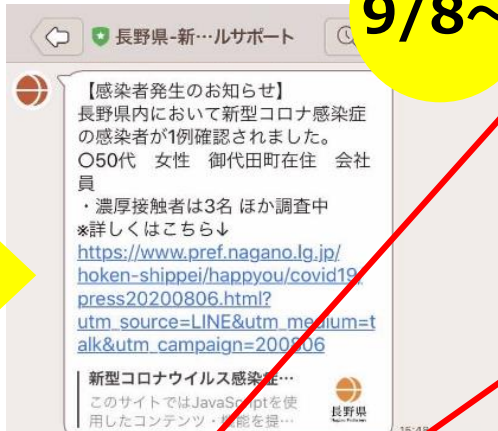 9/8~
長野県-新…ルサポート
【感染者発生のお知らせ】
長野県内において新型コロナ感染症
の感染者が1例確認されました。
〇50代 女性 御代田町在住 会社
員
・濃厚接触者は3名 ほか調査中
*詳しくはこちら↓
https://www.pref.nagano.lg.jp/
hoken-shippei/happyou/covid19
press20200806.html?
utm_source=LINE&utm_medium=t
alk&utm_campaign=200806
新型コロナウイルス感染症…
このサイトではJavaScriptを使
用したコンテンツ・機能を提…
長野県